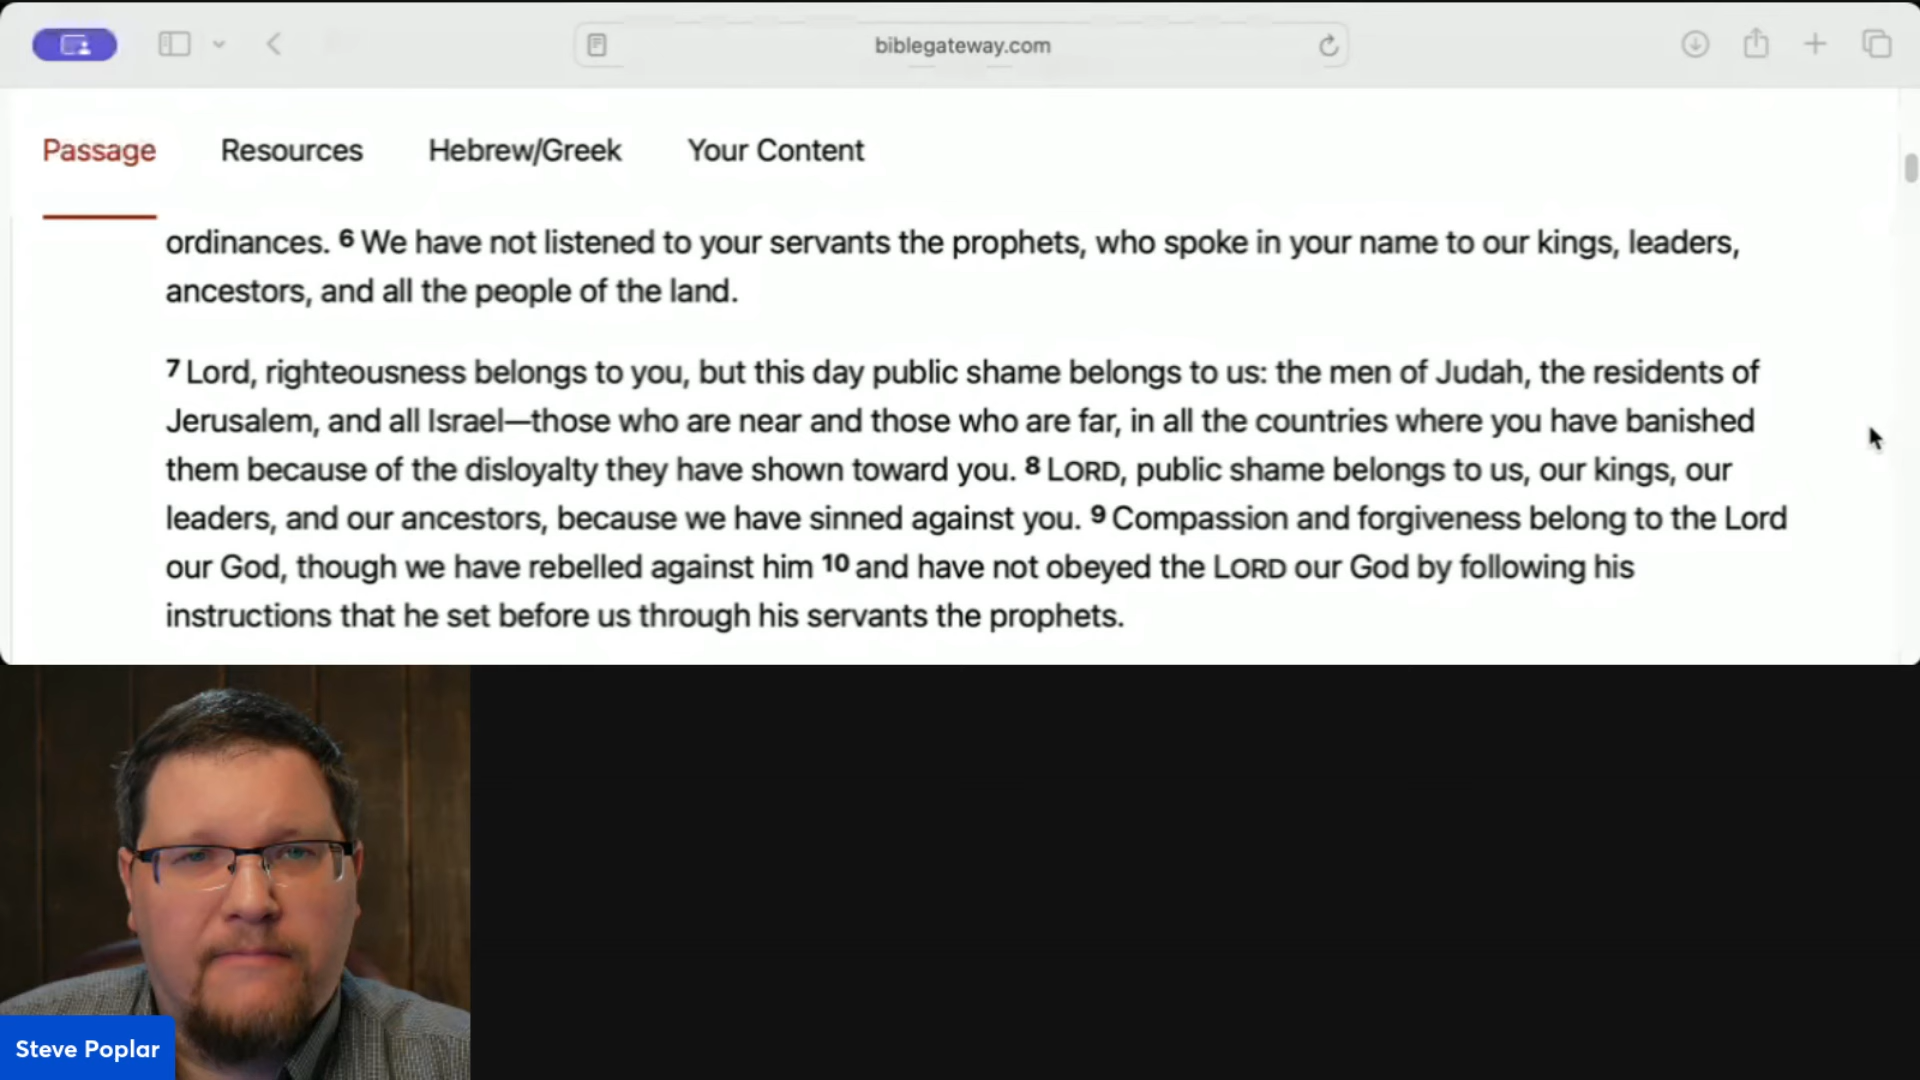 biblegateway.com
Passage Resources Hebrew/Greek Your Content
ordinances. 6 We have not listened to your servants the prophets, who spoke in your name to our kings, leaders,
ancestors, and all the people of the land.
7 Lord, righteousness belongs to you, but this day public shame belongs to us: the men of Judah, the residents of
Jerusalem, and all Israel—those who are near and those who are far, in all the countries where you have banished
them because of the disloyalty they have shown toward you. 8 LORD, public shame belongs to us, our kings, our
leaders, and our ancestors, because we have sinned against you. 9 Compassion and forgiveness belong to the Lord
our God, though we have rebelled against him 10 and have not obeyed the LORD our God by following his
instructions that he set before us through his servants the prophets.
Steve Poplar